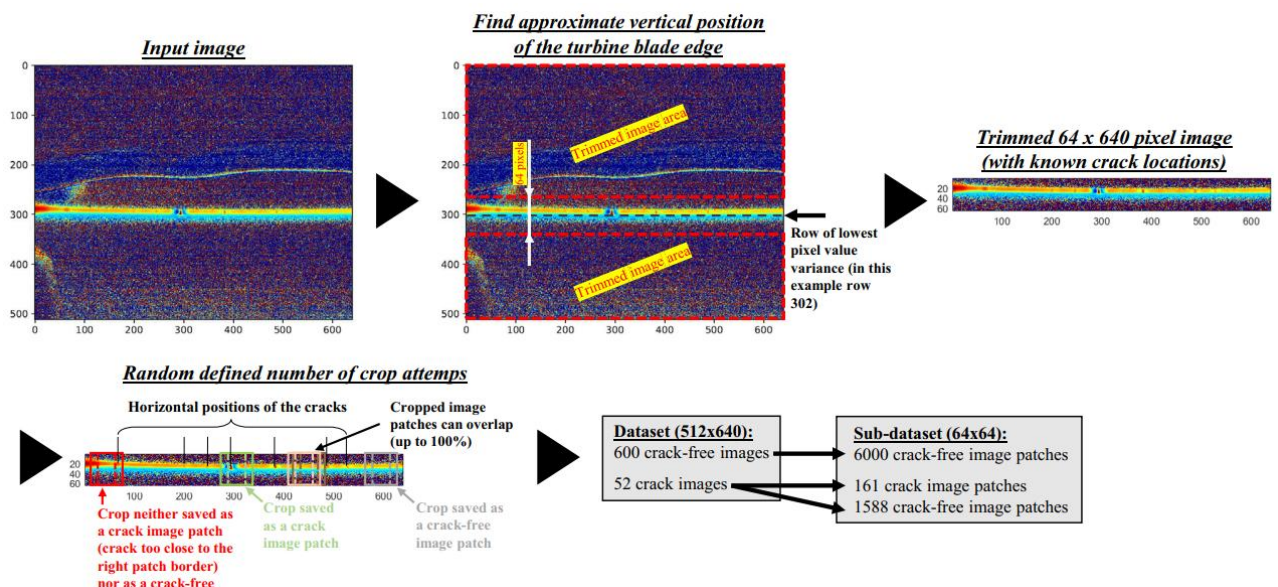 Input image
0
100
200
300
400
500
0 100 200 300 400 500 600
Find approximate vertical position
of the turbine blade edge
0
100
200
300
400
500
0 100 200 300 400 500 600
Trimmed image area
64 pixels
Trimmed image area
Row of lowest
pixel value
variance (in this
example row
302)
Trimmed 64 x 640 pixel image
(with known crack locations)
20
40
60
100 200 300 400 500 600
Random defined number of crop attemps
Horizontal positions of the cracks
Cropped image
patches can overlap
(up to 100%)
20
40
60
100 200 300 400 500 600
Crop neither saved as
a crack image patch
(crack too close to the
right patch border)
nor as a crack-free
Crop saved
as a crack
image patch
Crop saved as
a crack-free
image patch
Dataset (512x640):
600 crack-free images
52 crack images
Sub-dataset (64x64):
6000 crack-free image patches
161 crack image patches
1588 crack-free image patches